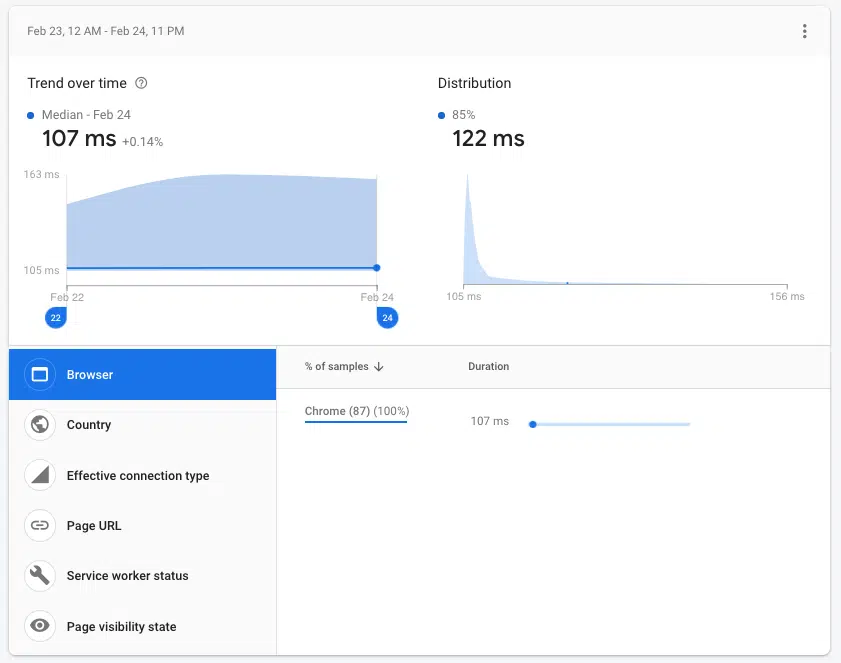 Feb 23, 12 AM - Feb 24, 11 PM
Trend over time
Median - Feb 24
107 ms +0.14%
163 ms
105 ms
Feb 22
Feb 24
22
24
Distribution
85%
122 ms
105 ms
156 ms
Browser
Country
Effective connection type
Page URL
Service worker status
Page visibility state
% of samples
Duration
Chrome (87) (100%)
107 ms